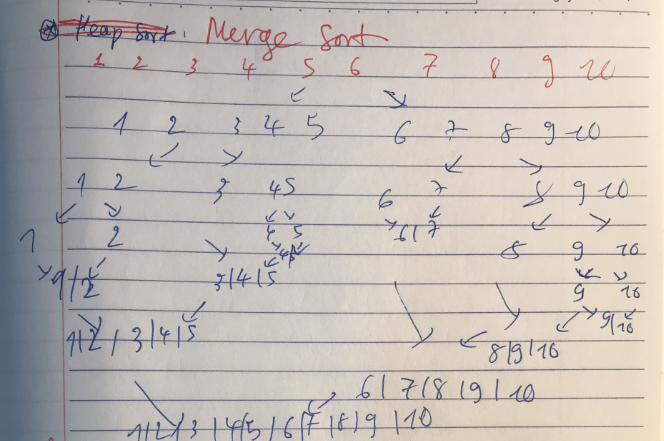 Heap Sort: Merge Sort
1 2 3 4 5 6 7 8 9 10
1 2 3 4 5 6 7 8 9 10
1 2 3 4 5 6 7 8 9 10
1 2 4 5 6 | 7 8 9 10
4 | 5
1 | 2 3 | 4 | 5 9 10
9 | 10
1 | 2 | 3 | 4 | 5 8 | 9 | 10
6 | 7 | 8 | 9 | 10
1 | 2 | 3 | 4 | 5 | 6 | 7 | 8 | 9 | 10